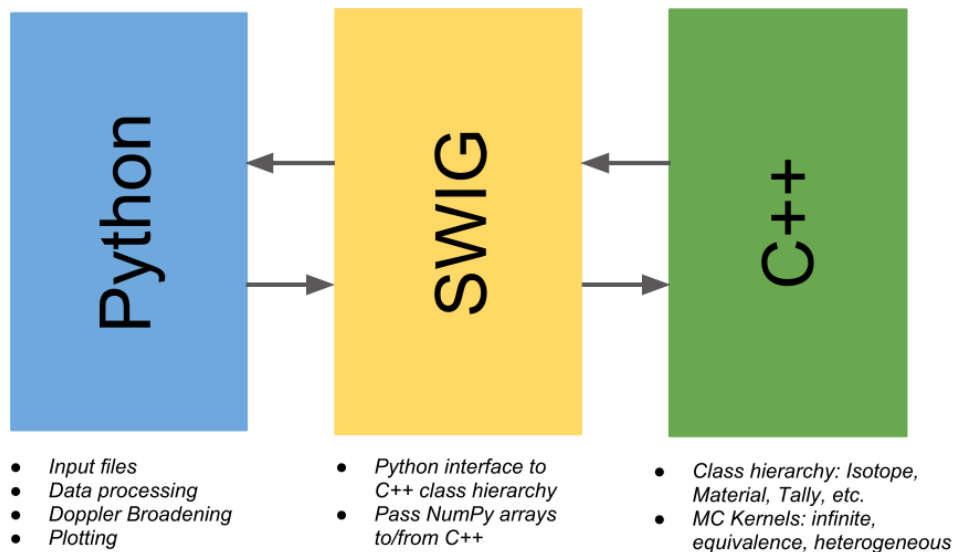 Python
SWIG
C++
● Input files
● Data processing
● Doppler Broadening
● Plotting
● Python interface to
C++ class hierarchy
● Pass NumPy arrays
to/from C++
● Class hierarchy: Isotope,
Material, Tally, etc.
● MC Kernels: infinite,
equivalence, heterogeneous